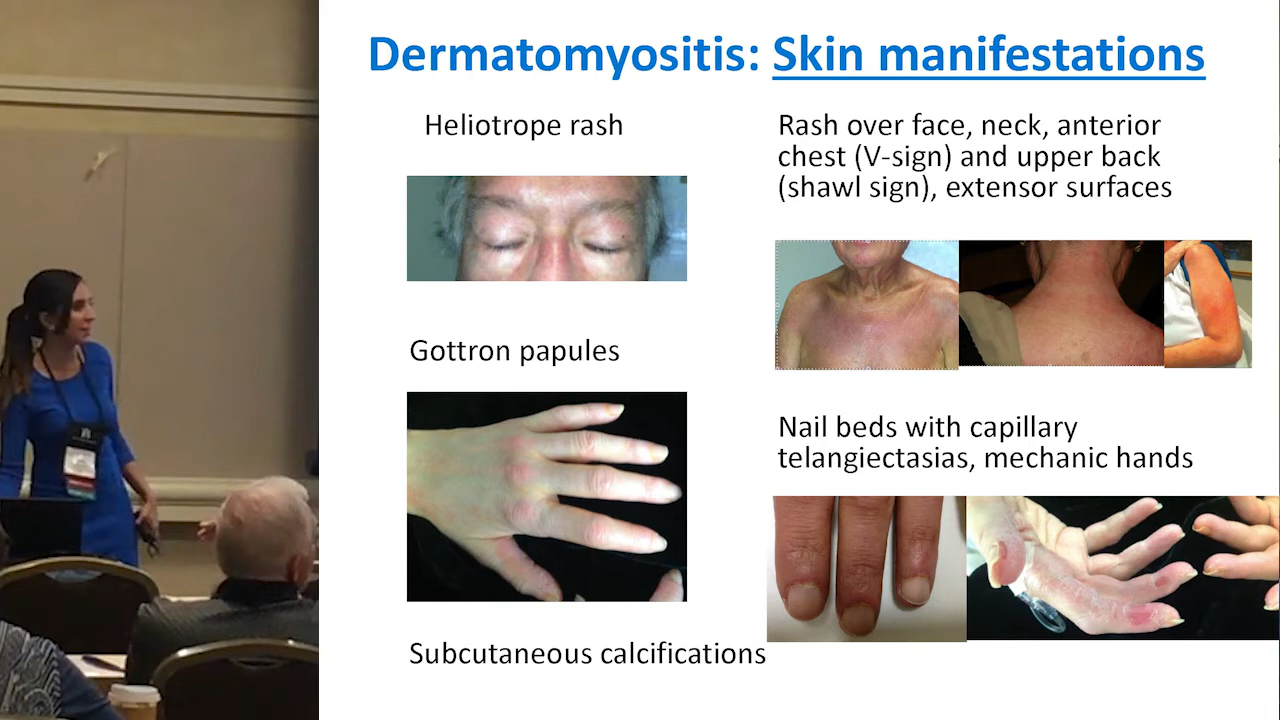 Dermatomyositis: Skin manifestations
Heliotrope rash
Gottron papules
Subcutaneous calcifications
Rash over face, neck, anterior
chest (V-sign) and upper back
(shawl sign), extensor surfaces
Nail beds with capillary
telangiectasias, mechanic hands